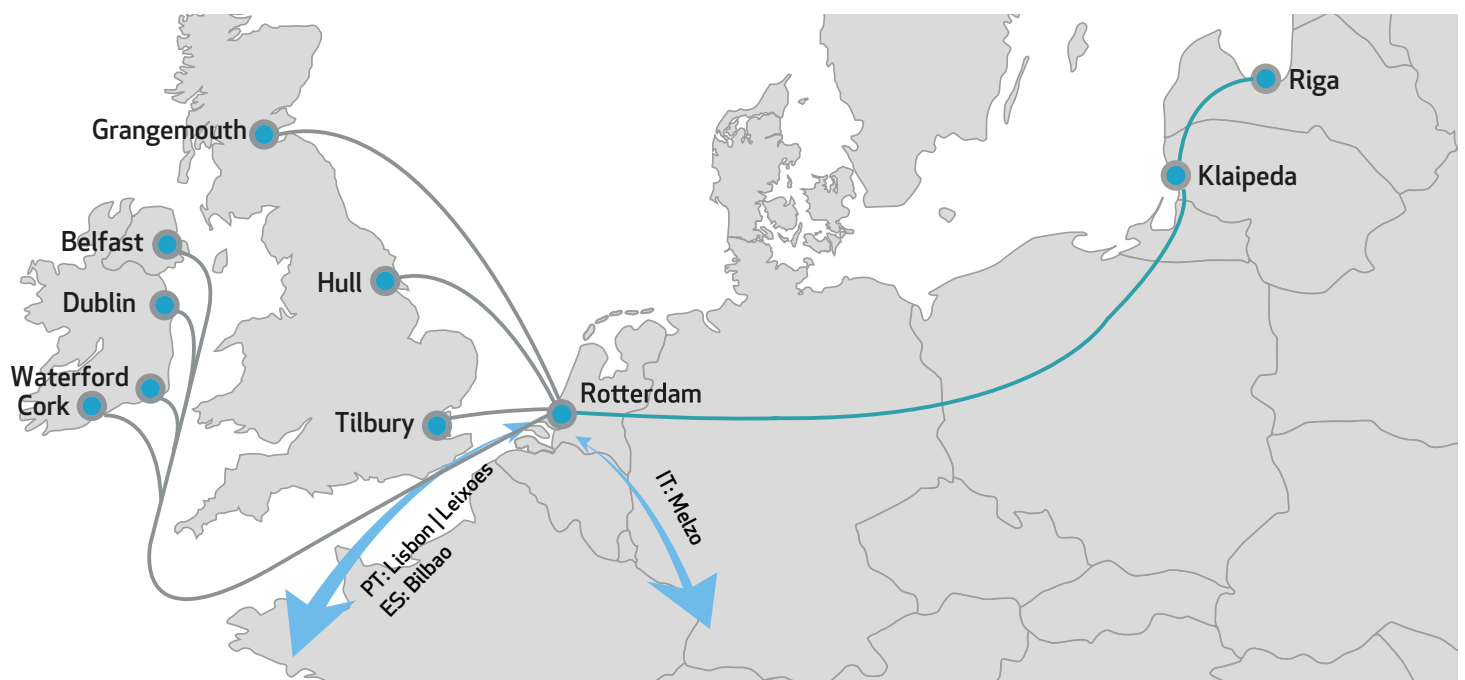 Riga
Grangemouth
Klaipeda
Belfast
Hull
Dublin
Waterford
Cork
Rotterdam
Tilbury
PT: Lisbon | Leixoes
ES: Bilbao
IT: Melzo